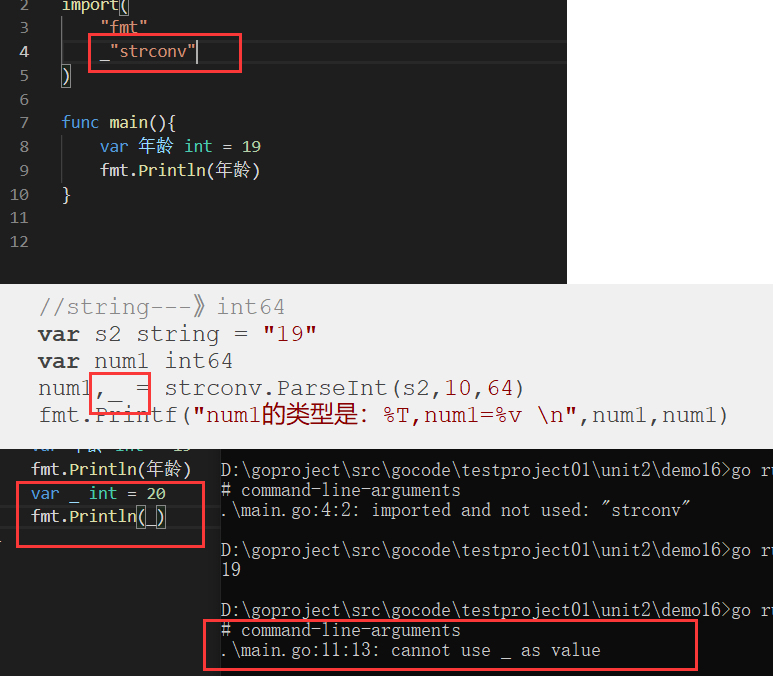 2 import(
3 "fmt"
4 _"strconv"
5 )
6
7 func main(){
8 var 年龄 int = 19
9 fmt.Println(年龄)
10 }
11
12
//string---》int64
var s2 string = "19"
var num1 int64
num1,_ = strconv.ParseInt(s2,10,64)
fmt.Printf("num1的类型是：%T,num1=%v \n",num1,num1)
fmt.Println(年龄)
var _ int = 20
fmt.Println(_)
D:\goproject\src\gocode\testproject01\unit2\demo16>go ru
# command-line-arguments
.\main.go:4:2: imported and not used: "strconv"
D:\goproject\src\gocode\testproject01\unit2\demo16>go ru
19
D:\goproject\src\gocode\testproject01\unit2\demo16>go ru
# command-line-arguments
.\main.go:11:13: cannot use _ as value